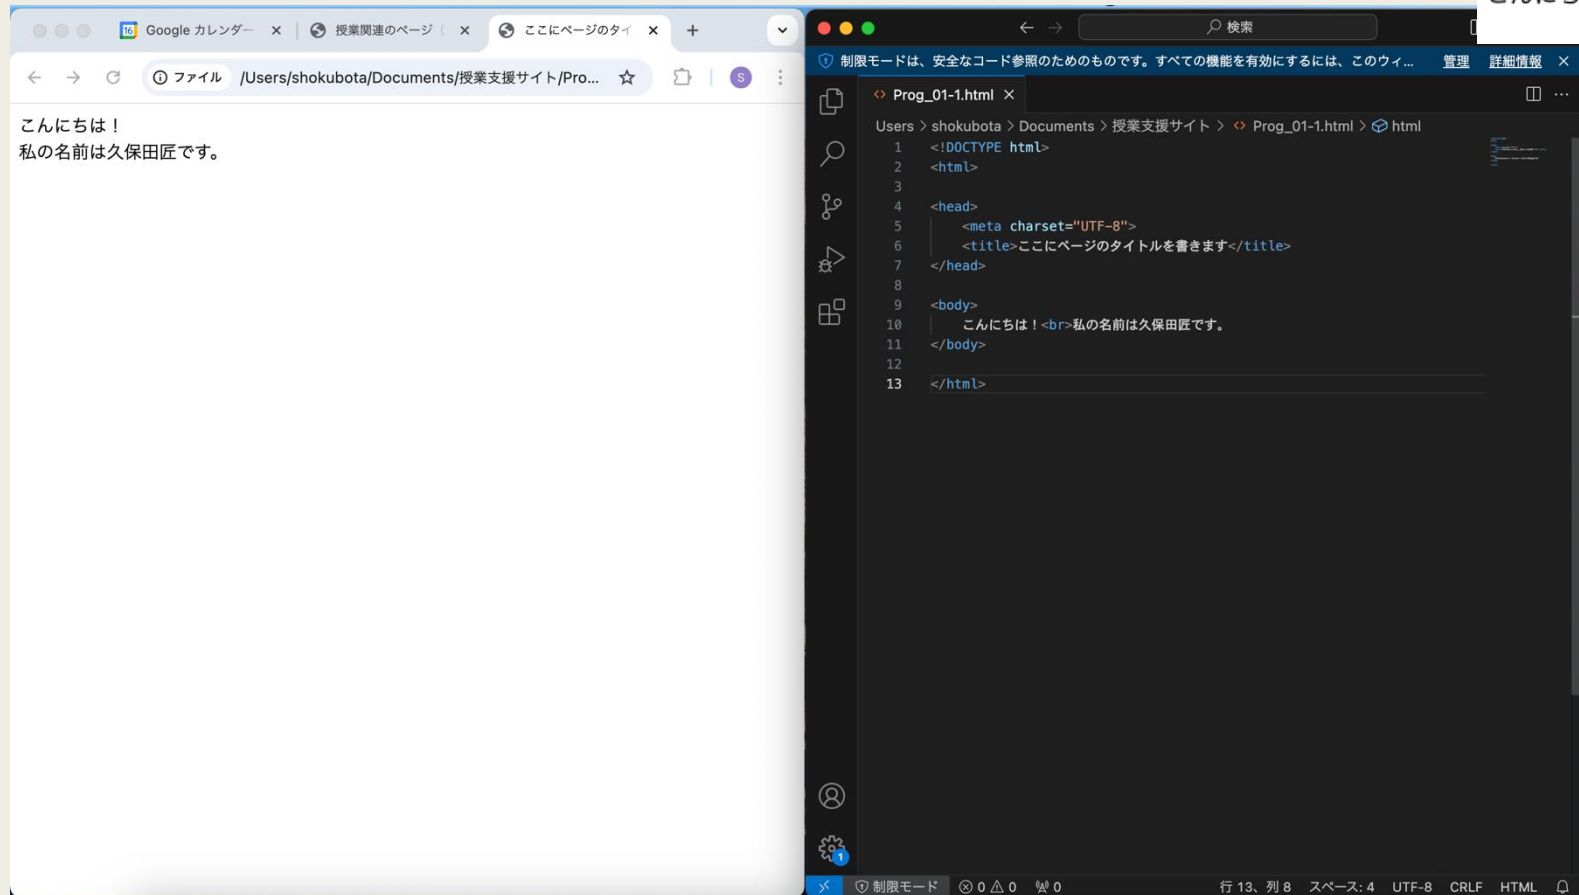 Google カレンダー
授業関連のページ（
ここにページのタイ
ファイル /Users/shokubota/Documents/授業支援サイト/Pro...
S
こんにちは！
私の名前は久保田匠です。
検索
制限モードは、安全なコード参照のためのものです。すべての機能を有効にするには、このウィ... 管理 詳細情報
Prog_01-1.html
Users > shokubota > Documents > 授業支援サイト > Prog_01-1.html > html
1 <!DOCTYPE html>
2 <html>
3
4 <head>
5 <meta charset="UTF-8">
6 <title>ここにページのタイトルを書きます</title>
7 </head>
8
9 <body>
10 こんにちは！<br>私の名前は久保田匠です。
11 </body>
12
13 </html>
1
制限モード 0 0 0 行 13、列 8 スペース: 4 UTF-8 CRLF HTML